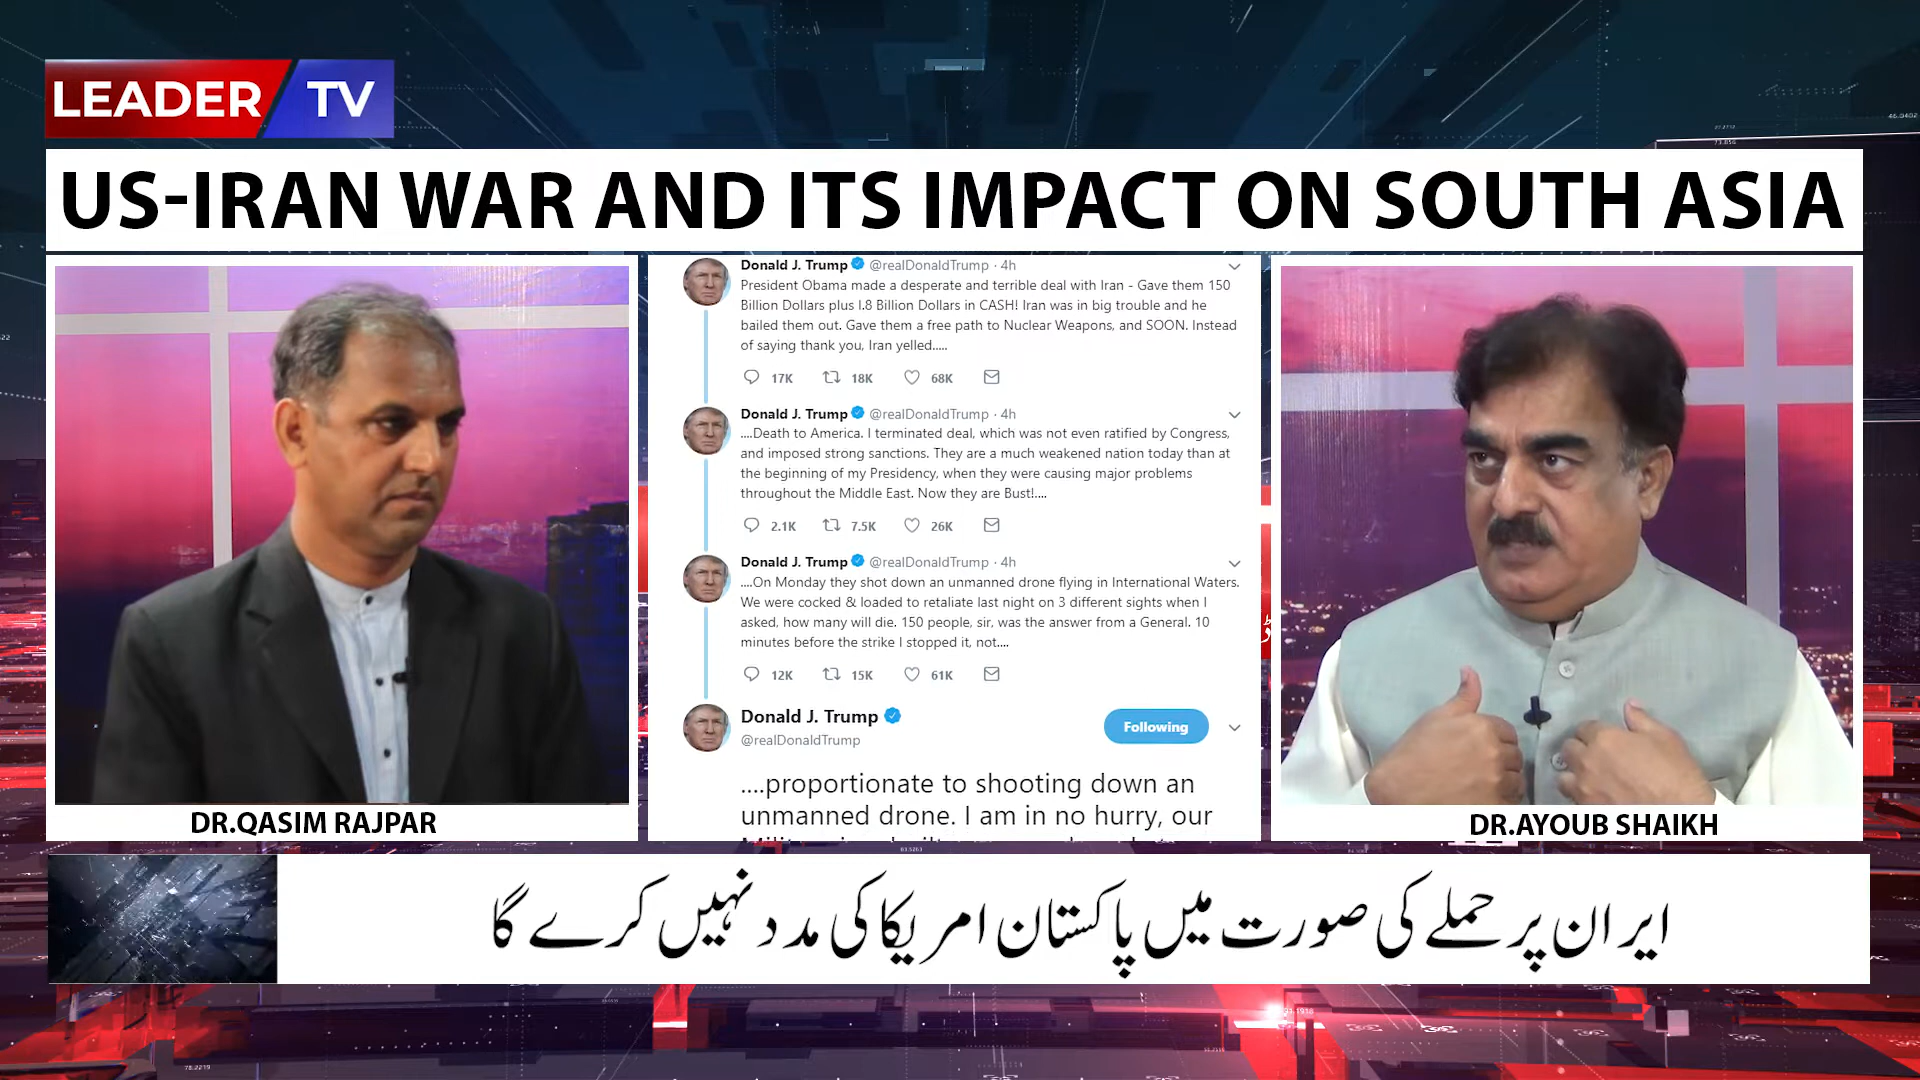 LEADER TV
US-IRAN WAR AND ITS IMPACT ON SOUTH ASIA
Donald J. Trump @realDonaldTrump · 4h
President Obama made a desperate and terrible deal with Iran - Gave them 150
Billion Dollars plus l.8 Billion Dollars in CASH! Iran was in big trouble and he
bailed them out. Gave them a free path to Nuclear Weapons, and SOON. Instead
of saying thank you, Iran yelled.....
17K 18K 68K
Donald J. Trump @realDonaldTrump · 4h
....Death to America. I terminated deal, which was not even ratified by Congress,
and imposed strong sanctions. They are a much weakened nation today than at
the beginning of my Presidency, when they were causing major problems
throughout the Middle East. Now they are Bust!....
2.1K 7.5K 26K
Donald J. Trump @realDonaldTrump · 4h
....On Monday they shot down an unmanned drone flying in International Waters.
We were cocked & loaded to retaliate last night on 3 different sights when I
asked, how many will die. 150 people, sir, was the answer from a General. 10
minutes before the strike I stopped it, not....
12K 15K 61K
Donald J. Trump
@realDonaldTrump
Following
....proportionate to shooting down an
unmanned drone. I am in no hurry, our
DR.QASIM RAJPAR
DR.AYOUB SHAIKH
ایران پر حملے کی صورت میں پاکستان امریکا کی مدد نہیں کرے گا